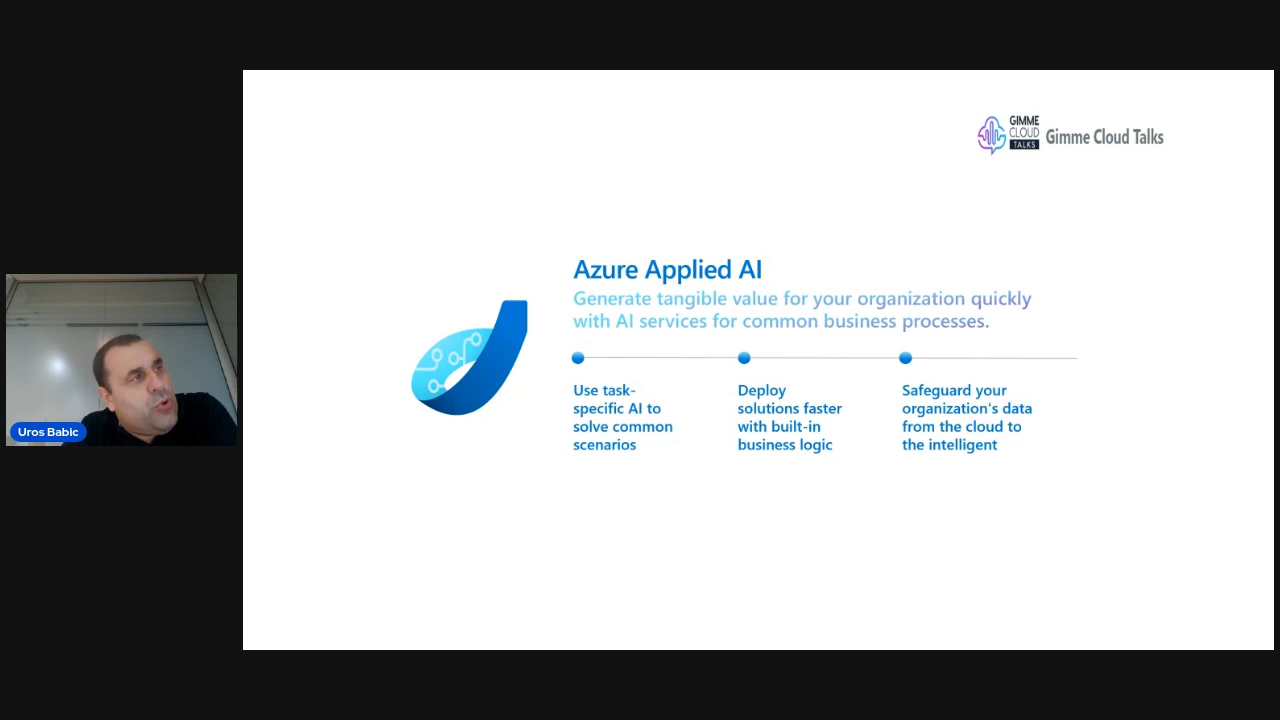 GIMME
CLOUD
TALKS
Gimme Cloud Talks
Azure Applied AI
Generate tangible value for your organization quickly
with AI services for common business processes.
Use task-
specific AI to
solve common
scenarios
Deploy
solutions faster
with built-in
business logic
Safeguard your
organization's data
from the cloud to
the intelligent
Uros Babic